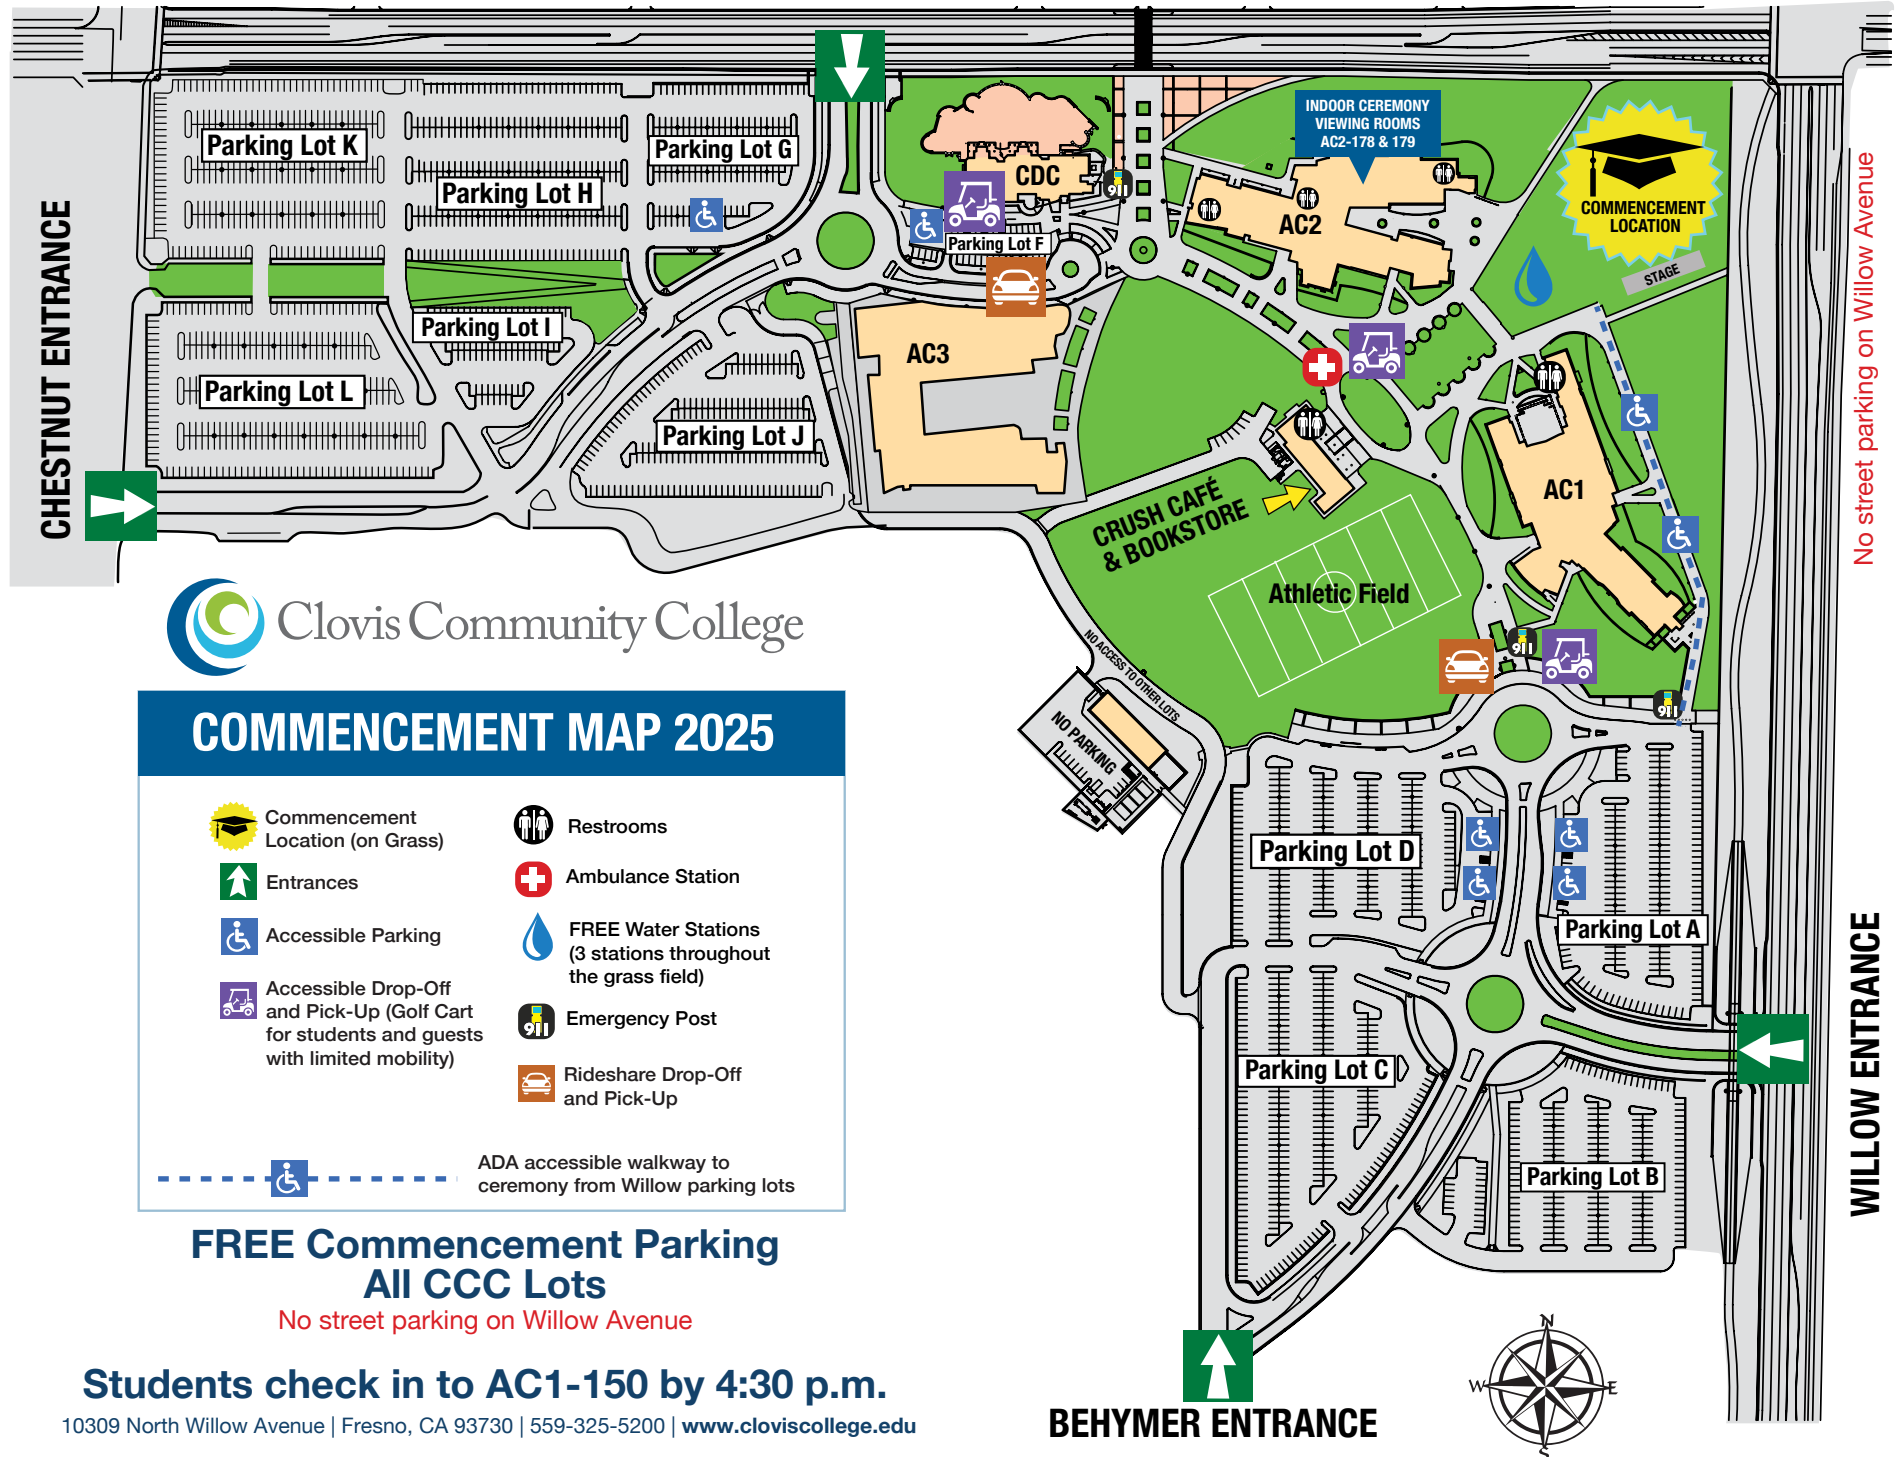 INDOOR CEREMONY
VIEWING ROOMS
AC2-178 & 179
Parking Lot K
Parking Lot G
Parking Lot H
CDC
911
AC2
COMMENCEMENT
LOCATION
STAGE
Parking Lot F
Parking Lot I
AC3
Parking Lot L
Parking Lot J
CHESTNUT ENTRANCE
No street parking on Willow Avenue
CRUSH CAFÉ
& BOOKSTORE
AC1
Athletic Field
911
911
NO ACCESS TO OTHER LOTS
NO PARKING
Parking Lot D
Parking Lot A
Parking Lot C
Parking Lot B
WILLOW ENTRANCE
BEHYMER ENTRANCE
N
W
E
S
Clovis Community College
COMMENCEMENT MAP 2025
Commencement
Location (on Grass)
Entrances
Accessible Parking
Accessible Drop-Off
and Pick-Up (Golf Cart
for students and guests
with limited mobility)
Restrooms
Ambulance Station
FREE Water Stations
(3 stations throughout
the grass field)
911
Emergency Post
Rideshare Drop-Off
and Pick-Up
ADA accessible walkway to
ceremony from Willow parking lots
FREE Commencement Parking
All CCC Lots
No street parking on Willow Avenue
Students check in to AC1-150 by 4:30 p.m.
10309 North Willow Avenue | Fresno, CA 93730 | 559-325-5200 | www.cloviscollege.edu